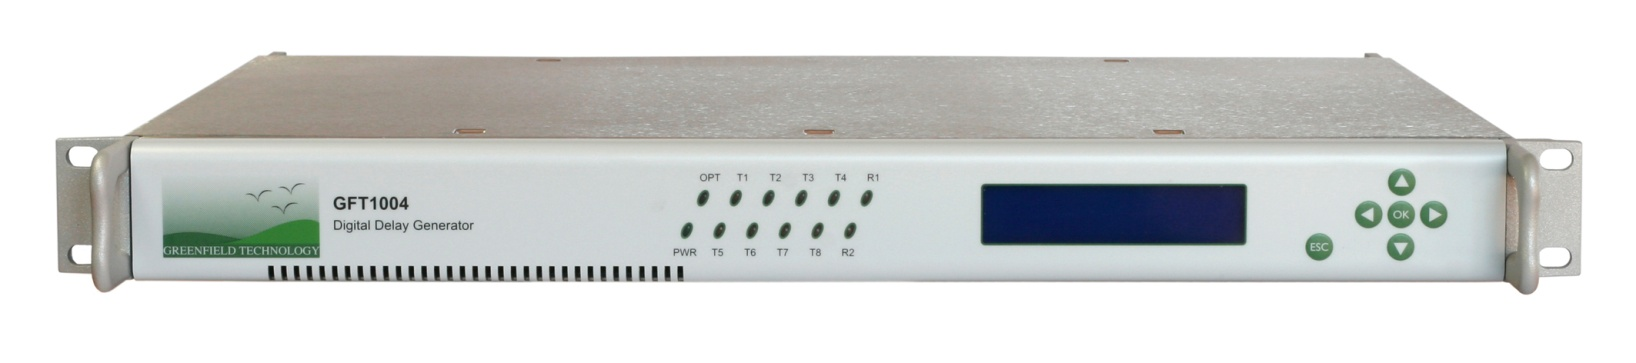 GREENFIELD TECHNOLOGY
GFT1004
Digital Delay Generator
OPT T1 T2 T3 T4 R1
PWR T5 T6 T7 T8 R2
OK
ESC